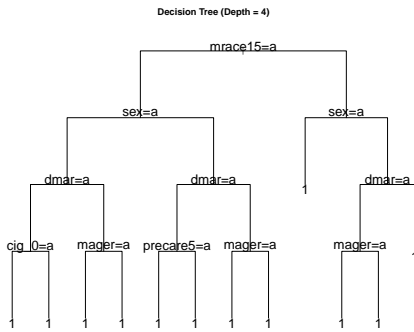 Decision Tree (Depth = 4)
mrace15=a
sex=a sex=a
dmar=a dmar=a 1 dmar=a
cig_0=a mager=a precare5=a mager=a mager=a 1
1 1 1 1 1 1 1 1 1 1